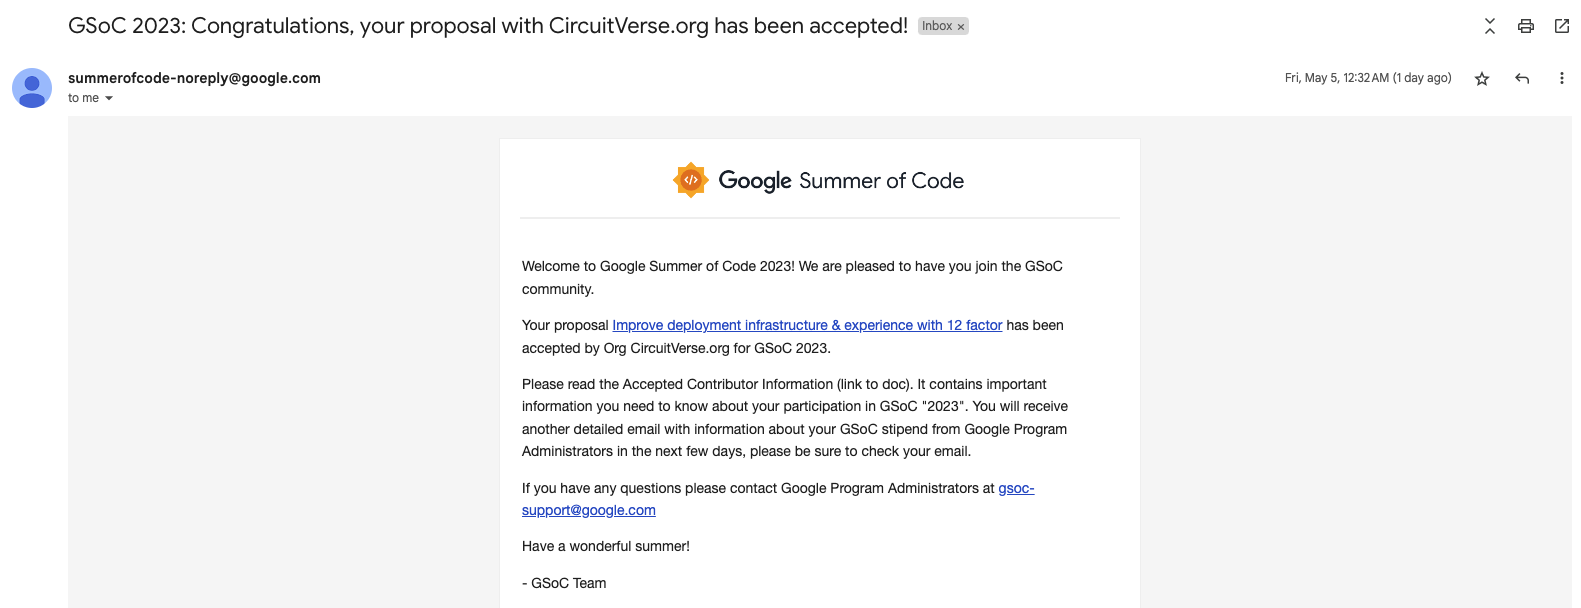 GSoC 2023: Congratulations, your proposal with CircuitVerse.org has been accepted! Inbox ×
summerofcode-noreply@google.com Fri, May 5, 12:32 AM (1 day ago)
to me
Google Summer of Code
Welcome to Google Summer of Code 2023! We are pleased to have you join the GSoC
community.
Your proposal Improve deployment infrastructure & experience with 12 factor has been
accepted by Org CircuitVerse.org for GSoC 2023.
Please read the Accepted Contributor Information (link to doc). It contains important
information you need to know about your participation in GSoC "2023". You will receive
another detailed email with information about your GSoC stipend from Google Program
Administrators in the next few days, please be sure to check your email.
If you have any questions please contact Google Program Administrators at gsoc-
support@google.com
Have a wonderful summer!
- GSoC Team